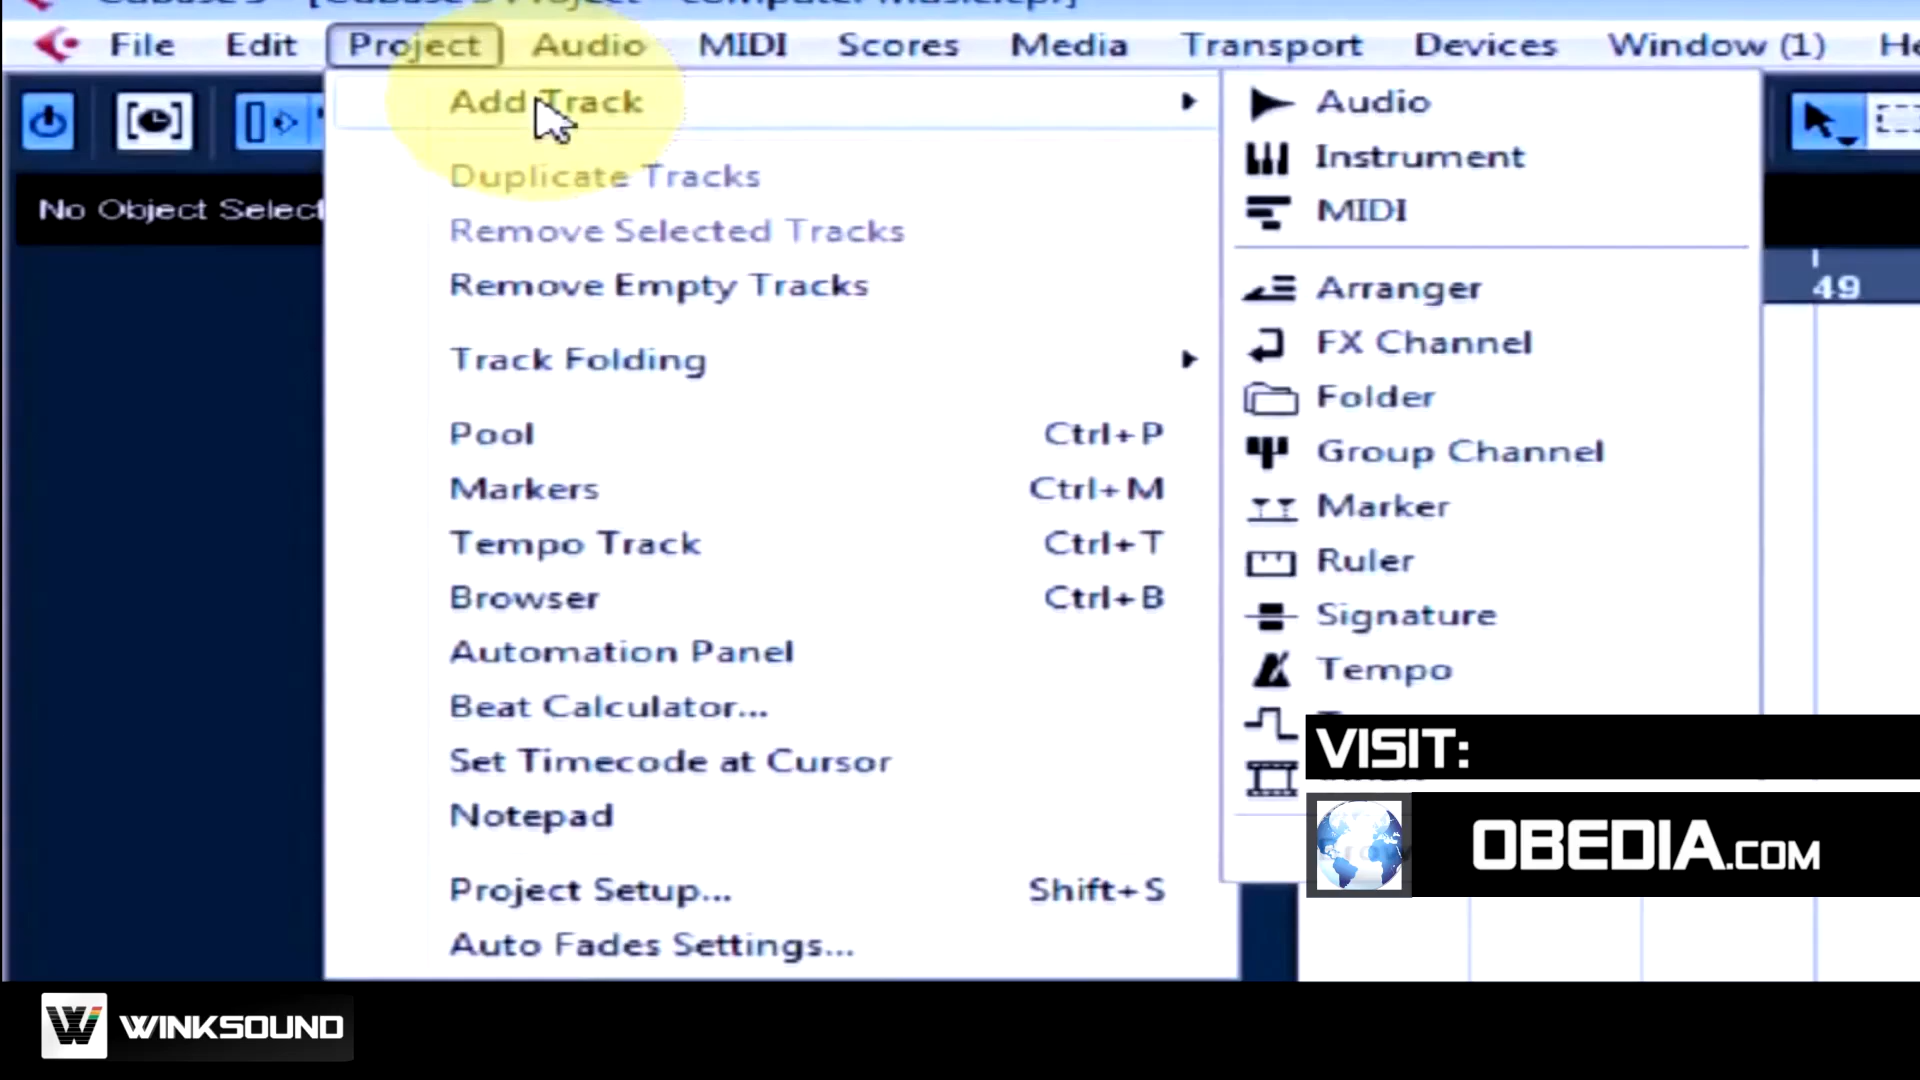 File Edit Project Audio MIDI Scores Media Transport Devices Window (1)
Add Track
Duplicate Tracks
Remove Selected Tracks
Remove Empty Tracks
Track Folding
Pool Ctrl+P
Markers Ctrl+M
Tempo Track Ctrl+T
Browser Ctrl+B
Automation Panel
Beat Calculator...
Set Timecode at Cursor
Notepad
Project Setup... Shift+S
Auto Fades Settings...
Audio
Instrument
MIDI
Arranger
FX Channel
Folder
Group Channel
Marker
Ruler
Signature
Tempo
No Object Select
49
VISIT:
OBEDIA.COM
W WINKSOUND